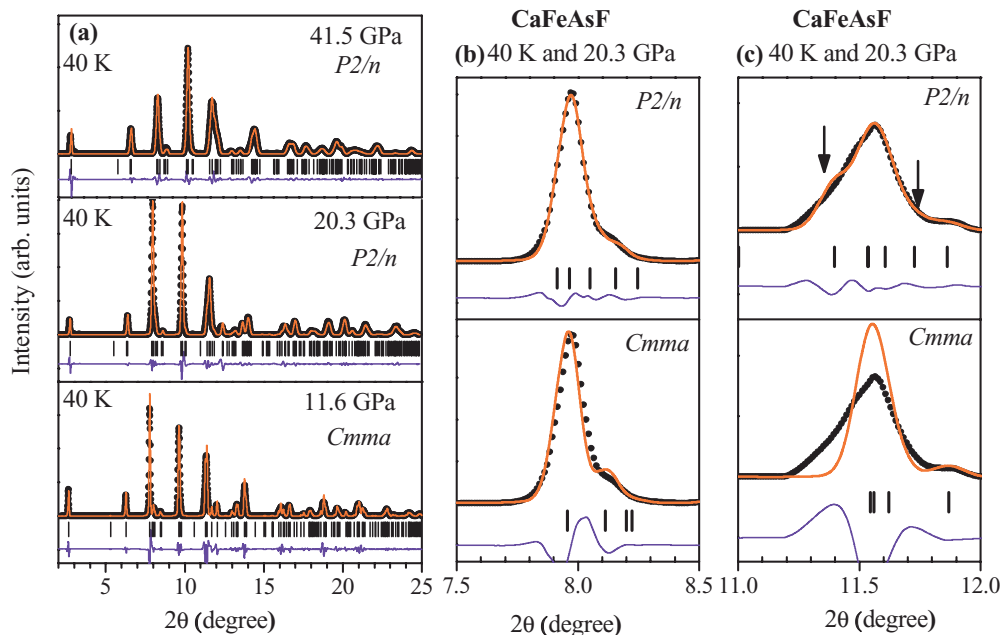 (a)
41.5 GPa
40 K
P2/n
40 K
20.3 GPa
P2/n
40 K
11.6 GPa
Cmma
Intensity (arb. units)
5 10 15 20 25
2θ (degree)
CaFeAsF
(b) 40 K and 20.3 GPa
P2/n
Cmma
7.5 8.0 8.5
2θ (degree)
CaFeAsF
(c) 40 K and 20.3 GPa
P2/n
Cmma
11.0 11.5 12.0
2θ (degree)